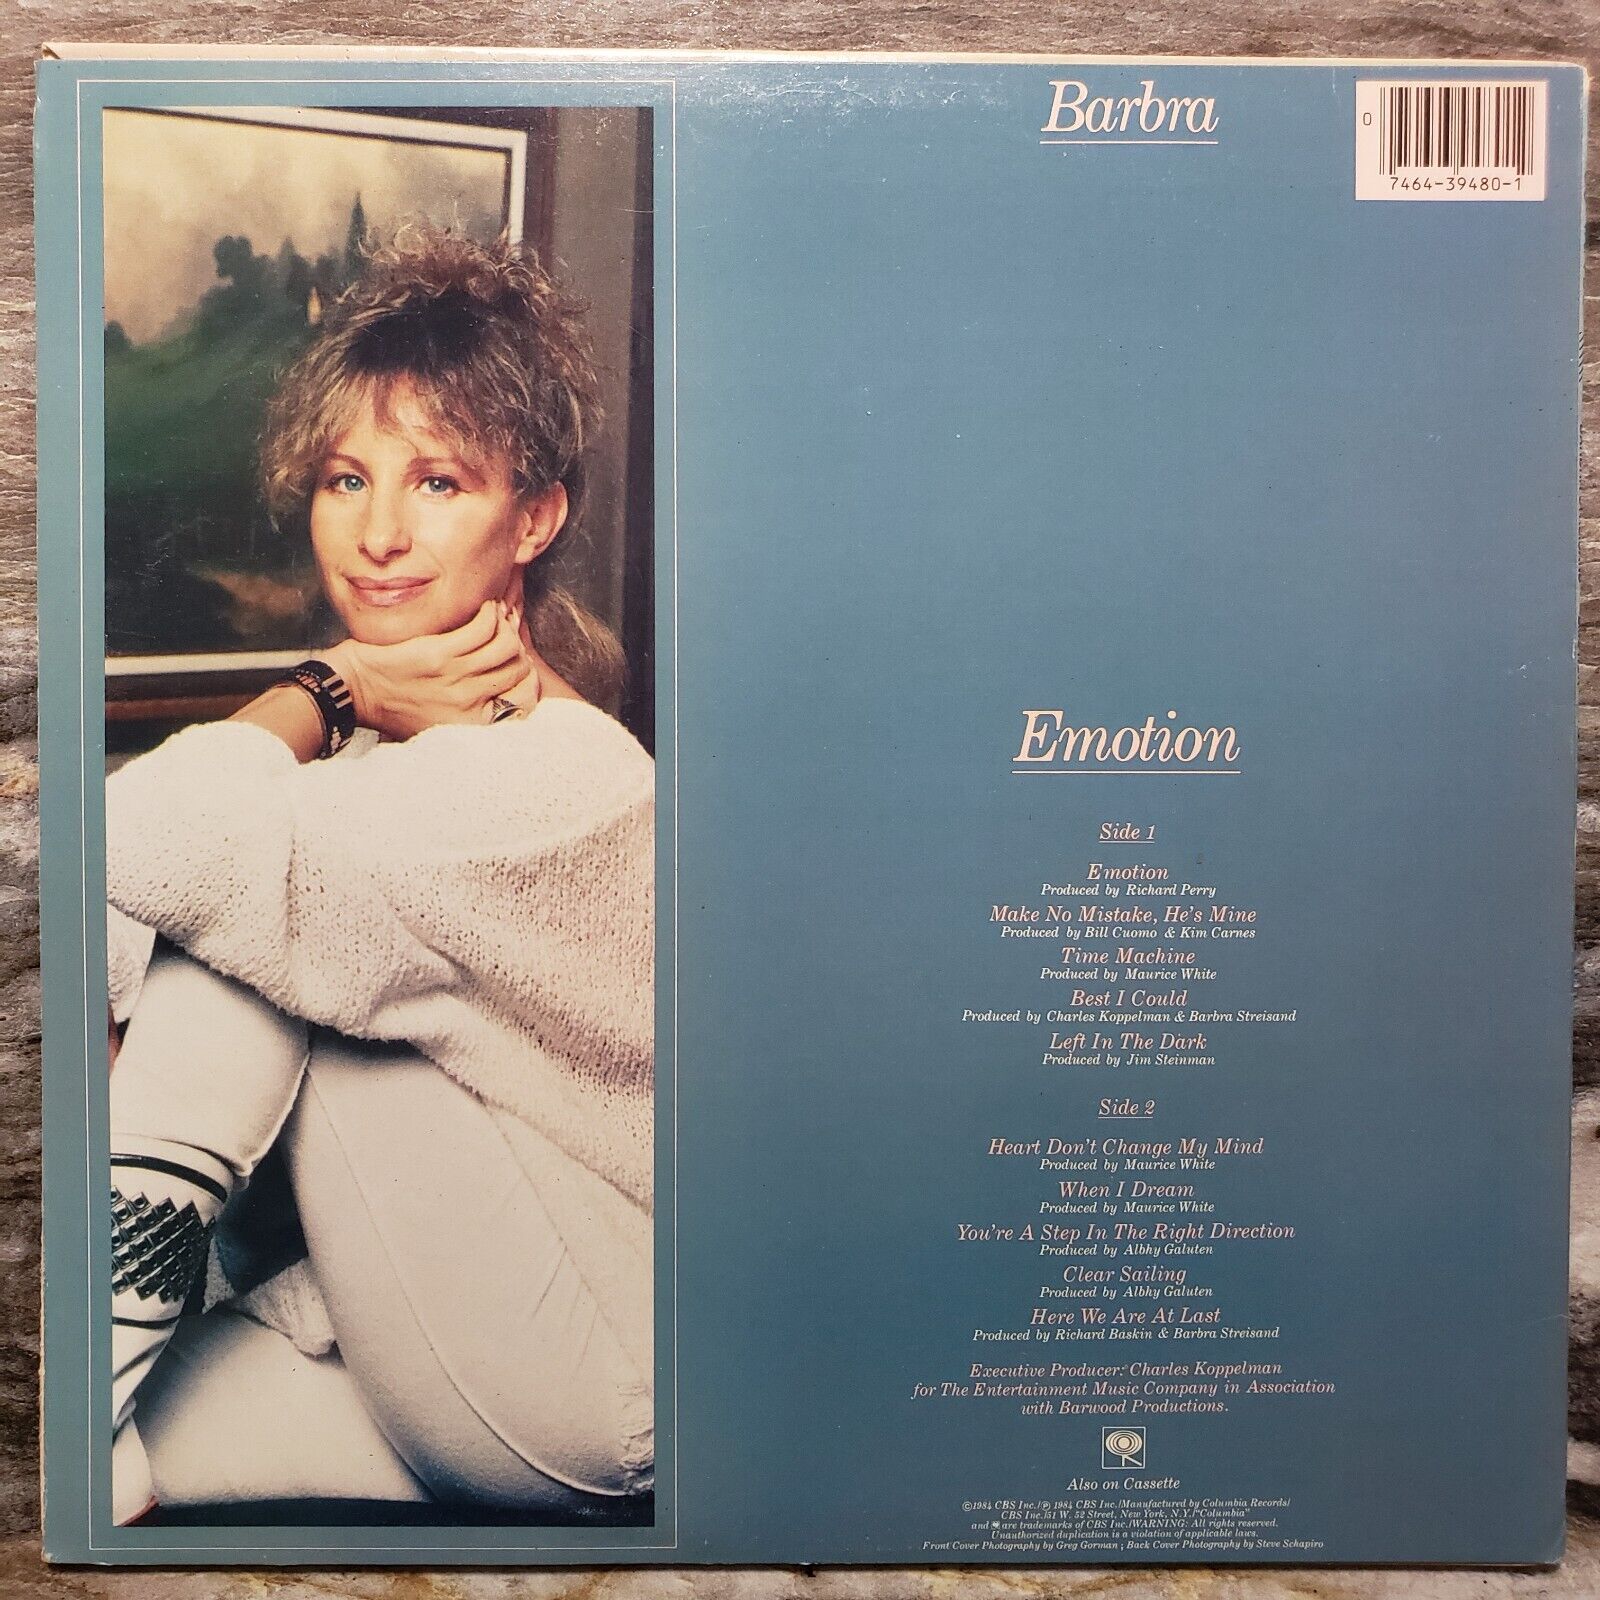 Barbra
0
7464-39480-1
Emotion
Side 1
Emotion
Produced by Richard Perry
Make No Mistake, He's Mine
Produced by Bill Cuomo & Kim Carnes
Time Machine
Produced by Maurice White
Best I Could
Produced by Charles Koppelman & Barbra Streisand
Left In The Dark
Produced by Jim Steinman
Side 2
Heart Don't Change My Mind
Produced by Maurice White
When I Dream
Produced by Maurice White
You're A Step In The Right Direction
Produced by Albhy Galuten
Clear Sailing
Produced by Albhy Galuten
Here We Are At Last
Produced by Richard Baskin & Barbra Streisand
Executive Producer: Charles Koppelman
for The Entertainment Music Company in Association
with Barwood Productions.
Also on Cassette
©1984 CBS Inc./℗ 1984 CBS Inc./Manufactured by Columbia Records/
CBS Inc./51 W. 52 Street, New York, N.Y./"Columbia"
and are trademarks of CBS Inc./WARNING: All rights reserved.
Unauthorized duplication is a violation of applicable laws.
Front Cover Photography by Greg Gorman ; Back Cover Photography by Steve Schapiro